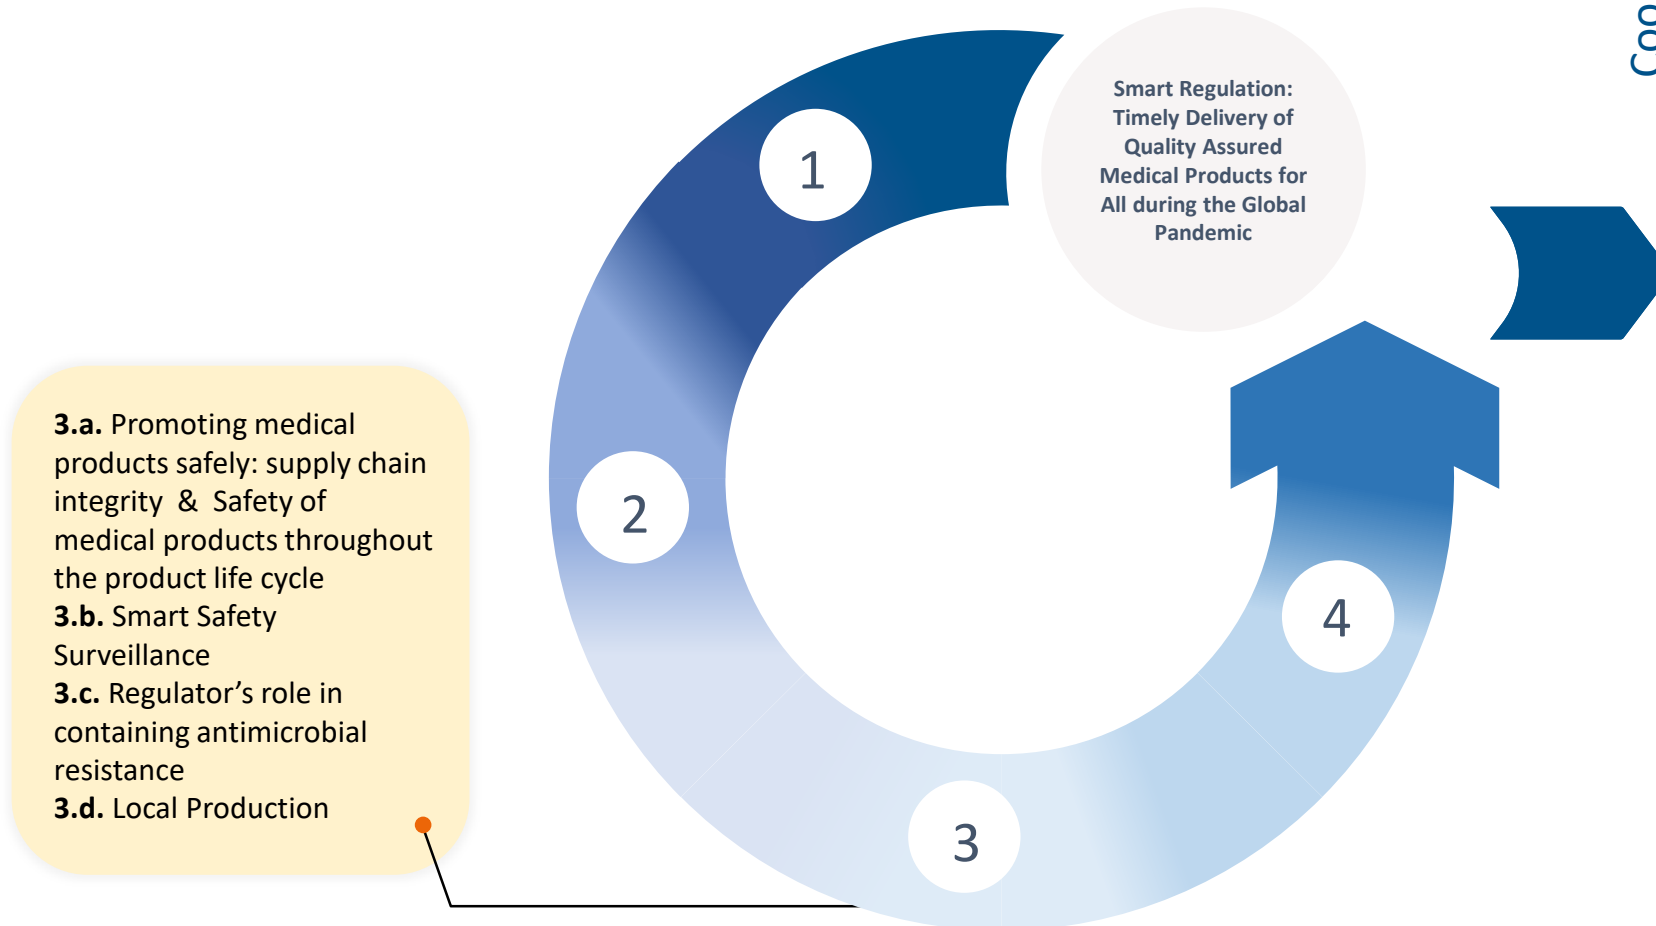 Smart Regulation:
Timely Delivery of
Quality Assured
Medical Products for
All during the Global
Pandemic
1
2
3
4
3.a. Promoting medical
products safely: supply chain
integrity & Safety of
medical products throughout
the product life cycle
3.b. Smart Safety
Surveillance
3.c. Regulator’s role in
containing antimicrobial
resistance
3.d. Local Production